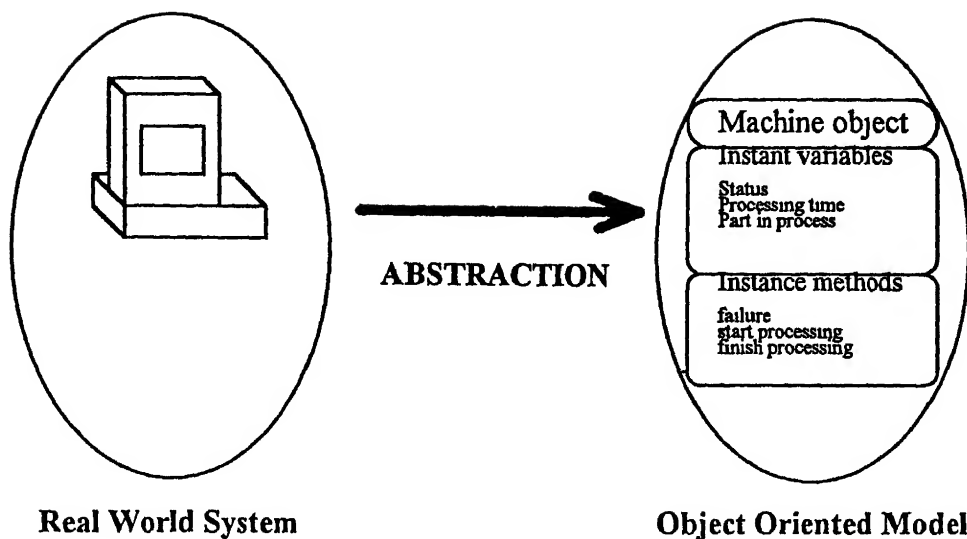 Machine object
Instant variables
Status
Processing time
Part in process
ABSTRACTION
Instance methods
failure
start processing
finish processing
Real World System
Object Oriented Model